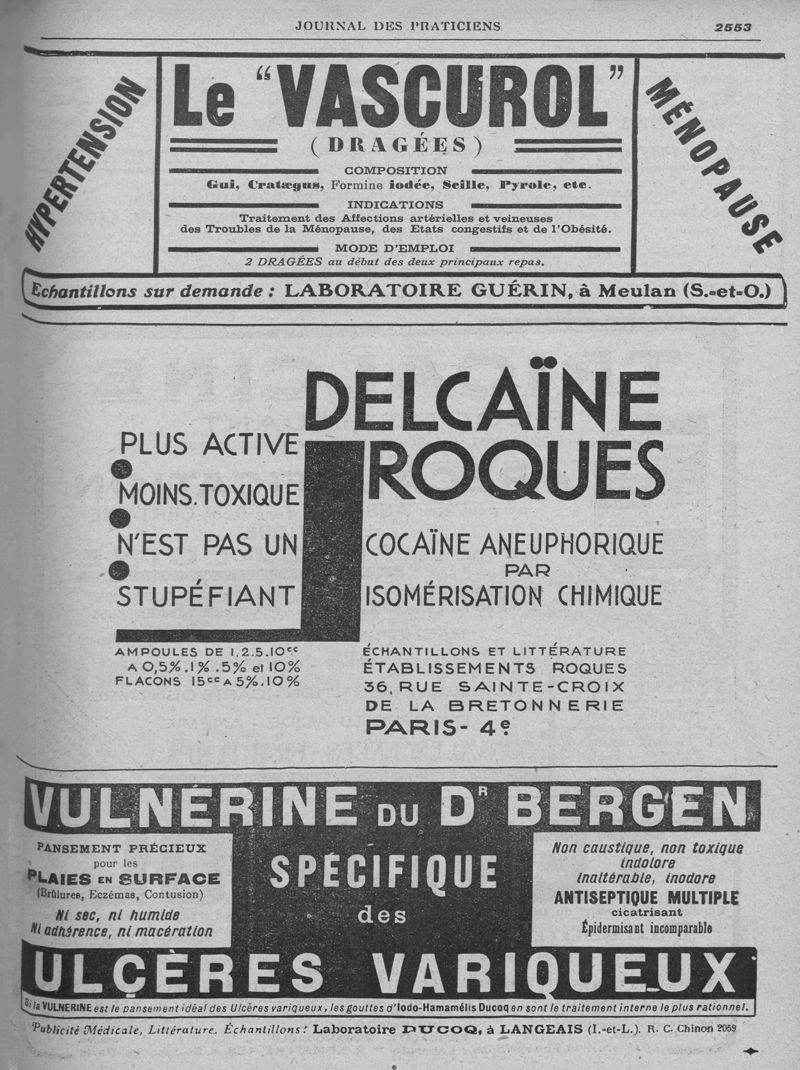 JOURNAL DES PRATICIENS 2553
HYPERTENSION
Le "VASCUROL"
(DRAGÉES)
COMPOSITION
Gui, Cratægus, Formine iodée, Scille, Pyrole, etc.
INDICATIONS
Traitement des Affections artérielles et veineuses
des Troubles de la Ménopause, des Etats congestifs et de l'Obésité.
MODE D'EMPLOI
2 DRAGÉES au début des deux principaux repas.
MÉNOPAUSE
Echantillons sur demande : LABORATOIRE GUÉRIN, à Meulan (S.-et-O.)
DELCAÏNE
ROQUES
PLUS ACTIVE
MOINS.TOXIQUE
N'EST PAS UN
STUPÉFIANT
COCAÏNE ANEUPHORIQUE
PAR
ISOMÉRISATION CHIMIQUE
AMPOULES DE 1.2.5.10cc
A 0,5%.1%.5% et 10%
FLACONS 15cc A 5%.10%
ÉCHANTILLONS ET LITTÉRATURE
ÉTABLISSEMENTS ROQUES
36, RUE SAINTE-CROIX
DE LA BRETONNERIE
PARIS- 4e
VULNÉRINE DU Dr BERGEN
PANSEMENT PRÉCIEUX
pour les
PLAIES EN SURFACE
(Brûlures, Eczémas, Contusion)
Ni sec, ni humide
Ni adhérence, ni macération
SPÉCIFIQUE
des
Non caustique, non toxique
indolore
inaltérable, inodore
ANTISEPTIQUE MULTIPLE
cicatrisant
Épidermisant incomparable
ULCÈRES VARIQUEUX
Si la VULNERINE est le pansement idéal des Ulcères variqueux, les gouttes d'Iodo-Hamamélis Ducoq en sont le traitement interne le plus rationnel.
Publicité Médicale, Littérature. Échantillons : Laboratoire DUCOQ, à LANGEAIS (I.-et-L.). R. C. Chinon 2059